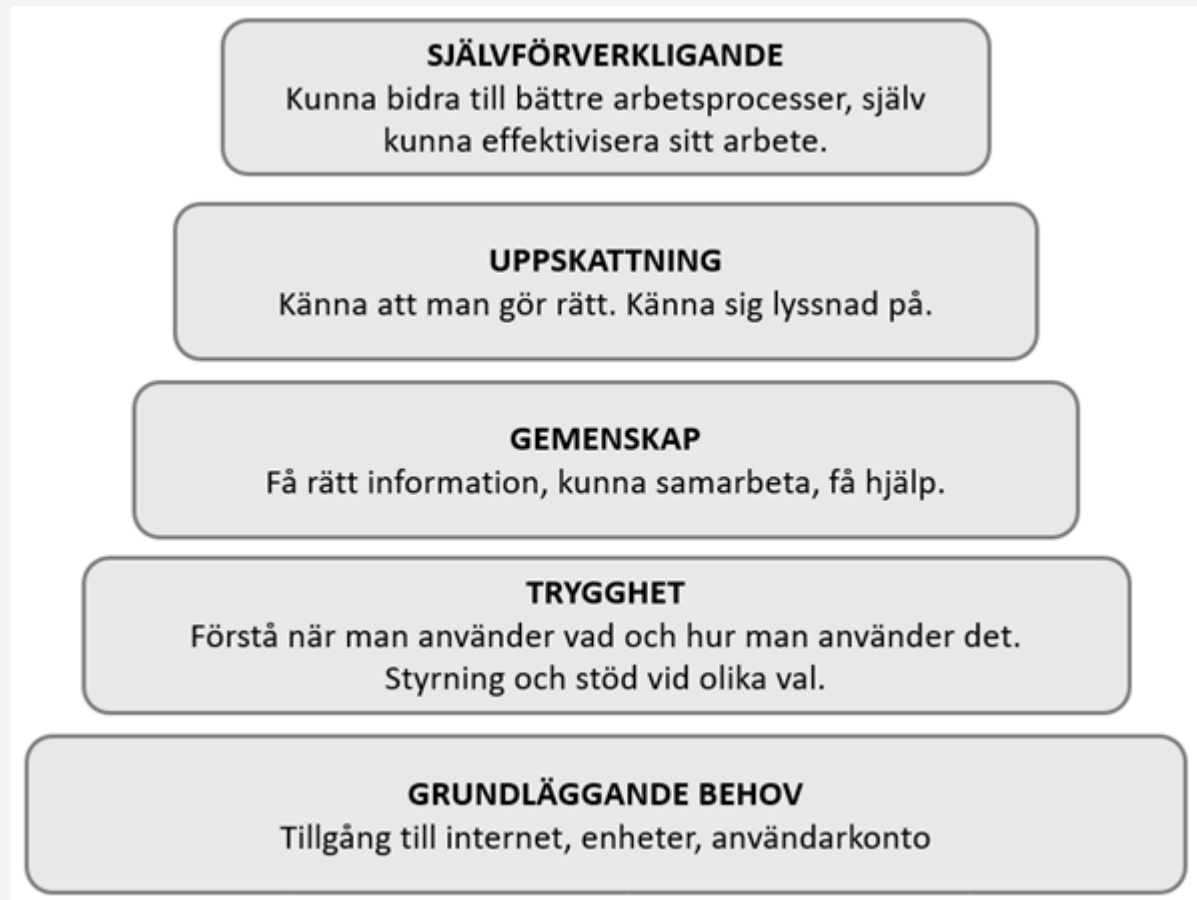 SJÄLVFÖRVERKLIGANDE
Kunna bidra till bättre arbetsprocesser, själv
kunna effektivisera sitt arbete.
UPPSKATTNING
Känna att man gör rätt. Känna sig lyssnad på.
GEMENSKAP
Få rätt information, kunna samarbeta, få hjälp.
TRYGGHET
Förstå när man använder vad och hur man använder det.
Styrning och stöd vid olika val.
GRUNDLÄGGANDE BEHOV
Tillgång till internet, enheter, användarkonto